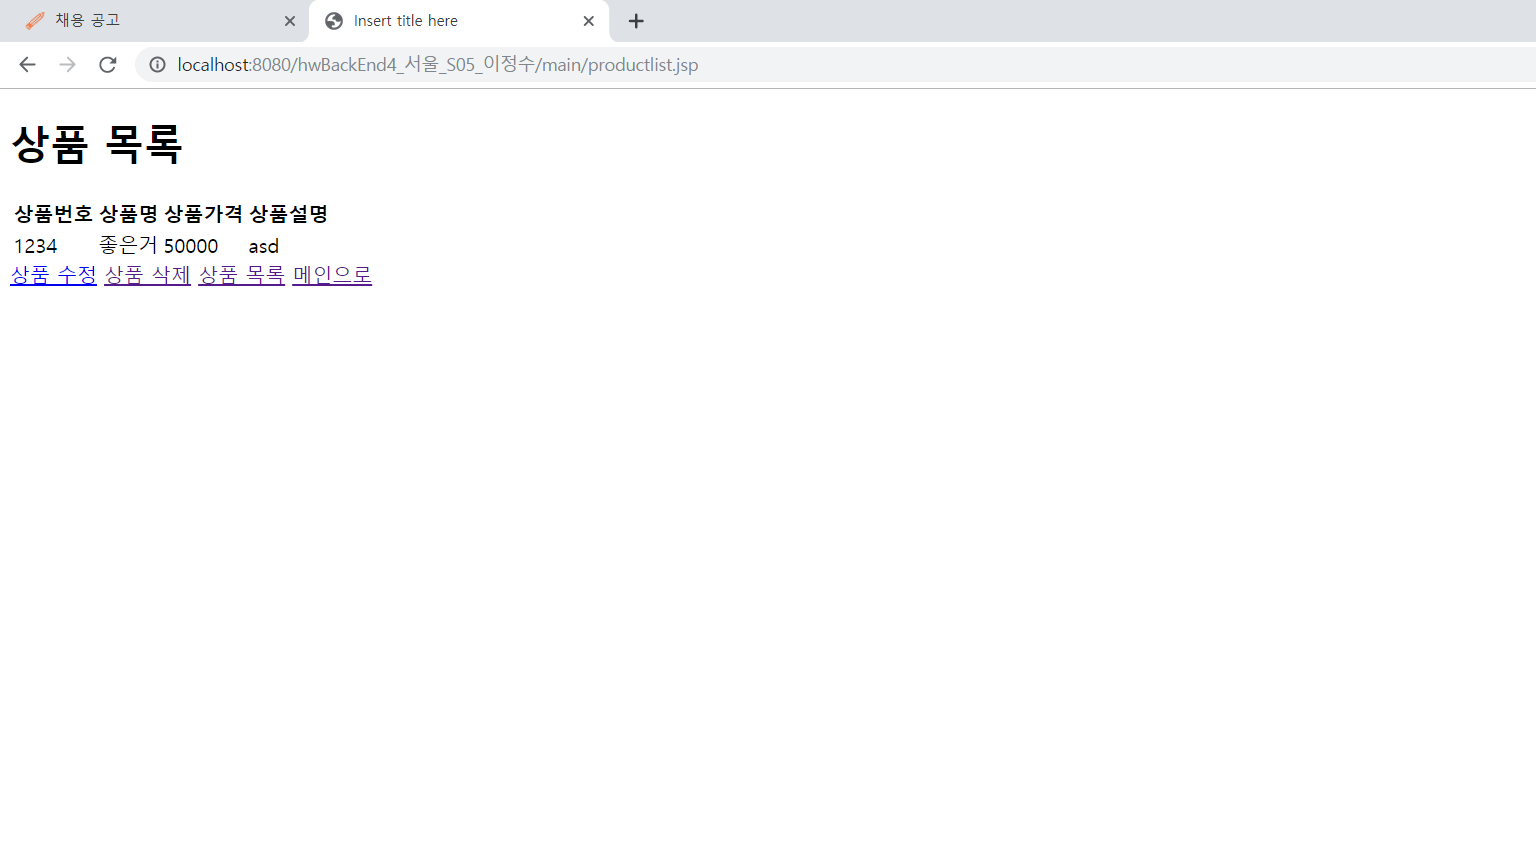 채용 공고
Insert title here
localhost:8080/hwBackEnd4_서울_S05_이정수/main/productlist.jsp
상품 목록
상품번호 상품명 상품가격 상품설명
1234 좋은거 50000 asd
상품 수정 상품 삭제 상품 목록 메인으로